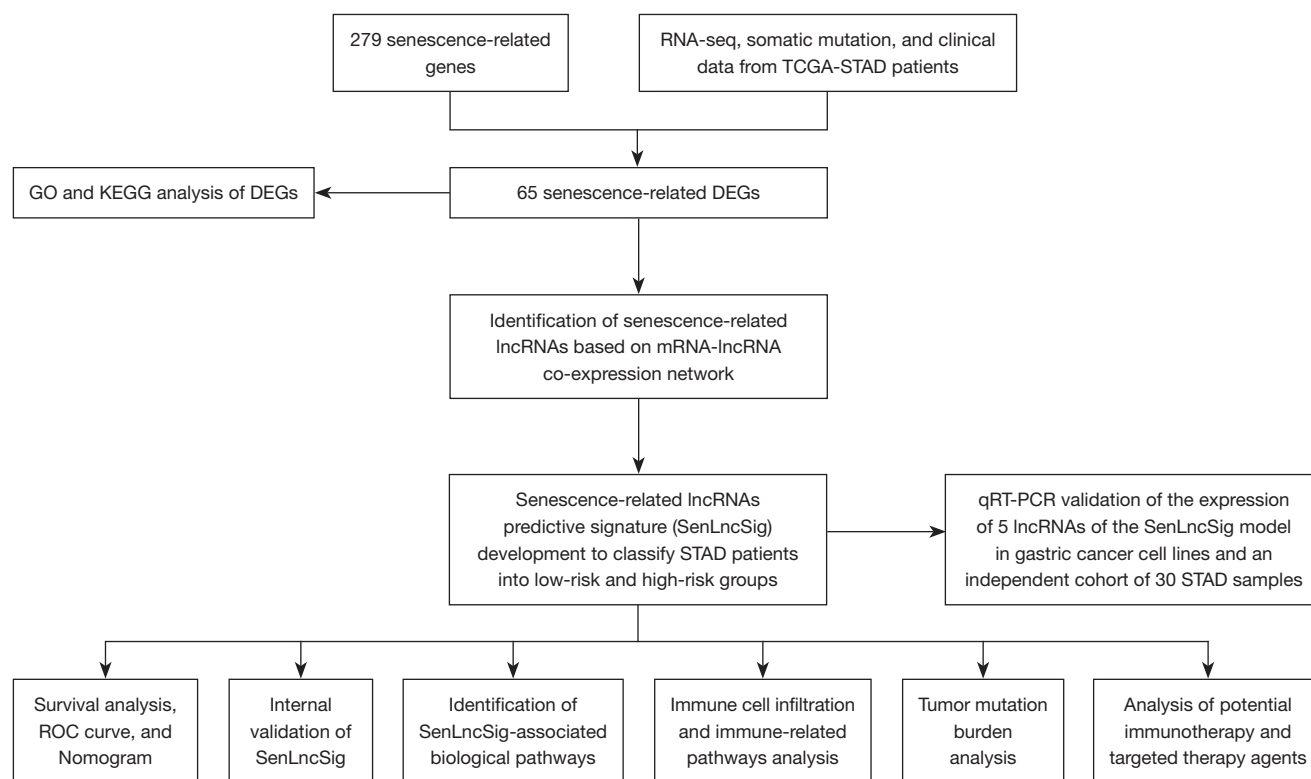 279 senescence-related
genes
RNA-seq, somatic mutation, and clinical
data from TCGA-STAD patients
GO and KEGG analysis of DEGs
65 senescence-related DEGs
Identification of senescence-related
lncRNAs based on mRNA-lncRNA
co-expression network
Senescence-related lncRNAs
predictive signature (SenLncSig)
development to classify STAD patients
into low-risk and high-risk groups
qRT-PCR validation of the expression
of 5 lncRNAs of the SenLncSig model
in gastric cancer cell lines and an
independent cohort of 30 STAD samples
Survival analysis,
ROC curve, and
Nomogram
Internal
validation of
SenLncSig
Identification of
SenLncSig-associated
biological pathways
Immune cell infiltration
and immune-related
pathways analysis
Tumor mutation
burden
analysis
Analysis of potential
immunotherapy and
targeted therapy agents